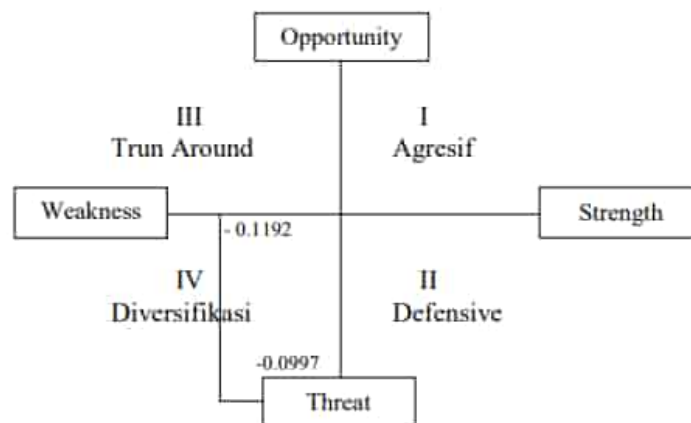 Opportunity
III
Trun Around
I
Agresif
Weakness
Strength
- 0.1192
IV
Diversifikasi
II
Defensive
-0.0997
Threat